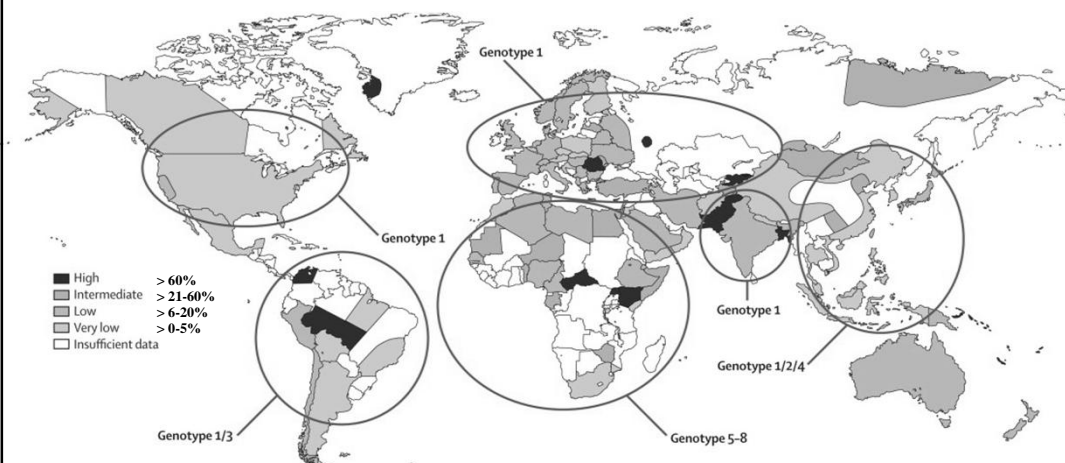 Genotype 1
Genotype 1
High > 60%
Intermediate > 21-60%
Low > 6-20%
Very low > 0-5%
Insufficient data
Genotype 1
Genotype 1/2/4
Genotype 1/3
Genotype 5–8